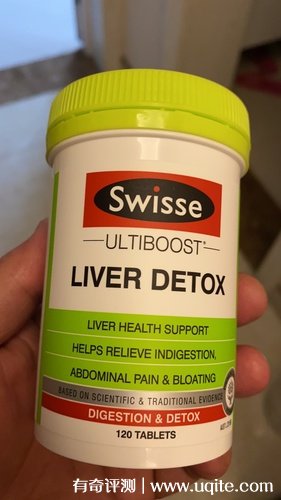 Swisse
ULTIBOOST
LIVER DETOX
LIVER HEALTH SUPPORT
HELPS RELIEVE INDIGESTION,
ABDOMINAL PAIN & BLOATING
BASED ON SCIENTIFIC & TRADITIONAL EVIDENCE
DIGESTION & DETOX
120 TABLETS
有奇评测 | www.uqite.com